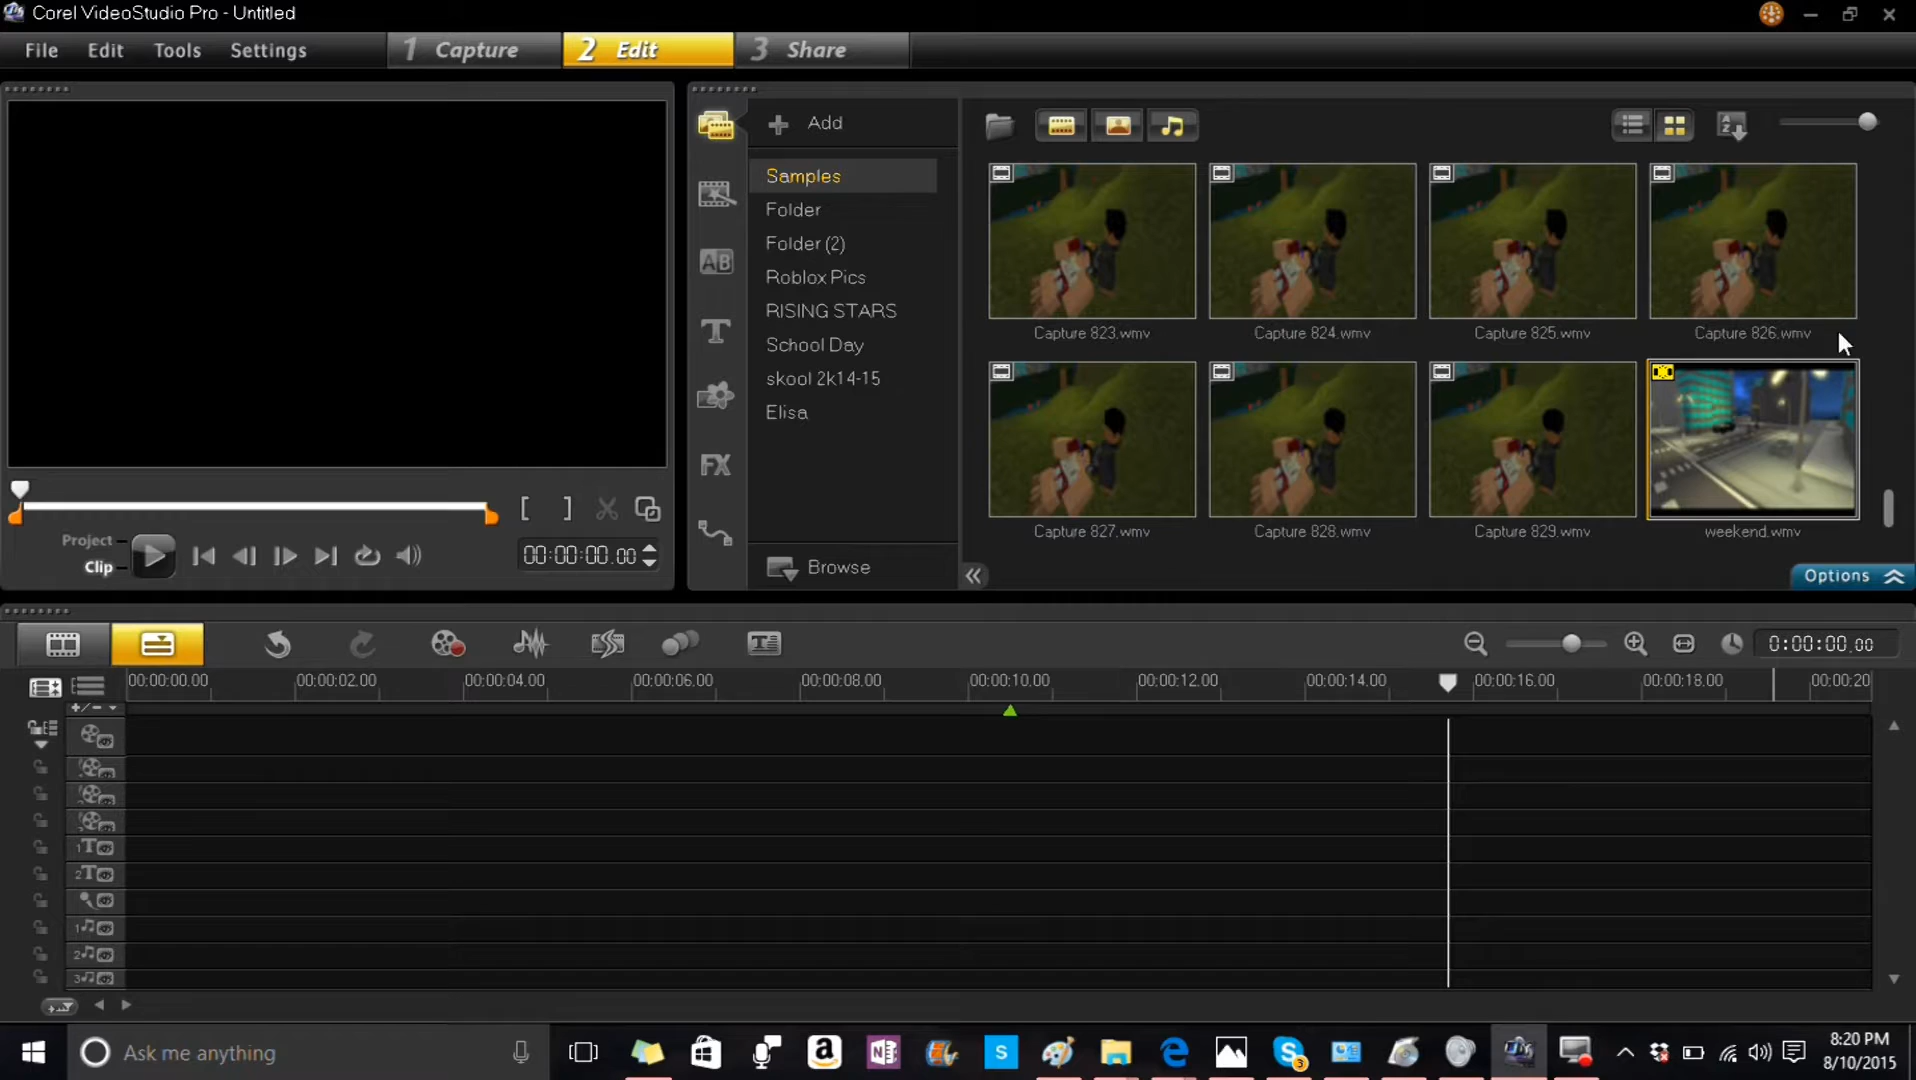 Corel VideoStudio Pro - Untitled
File Edit Tools Settings 1 Capture 2 Edit 3 Share
Add
Samples
Folder
Folder (2)
Roblox Pics
RISING STARS
School Day
skool 2k14-15
Elisa
Browse
Capture 823.wmv Capture 824.wmv Capture 825.wmv Capture 826.wmv
Capture 827.wmv Capture 828.wmv Capture 829.wmv weekend.wmv
Options
AB
T
FX
[ ]
Project
Clip
00:00:00.00
0:00:00.00
00:00:00.00 00:00:02.00 00:00:04.00 00:00:06.00 00:00:08.00 00:00:10.00 00:00:12.00 00:00:14.00 00:00:16.00 00:00:18.00 00:00:20
1T
2T
1
2
3
Ask me anything
8:20 PM
8/10/2015